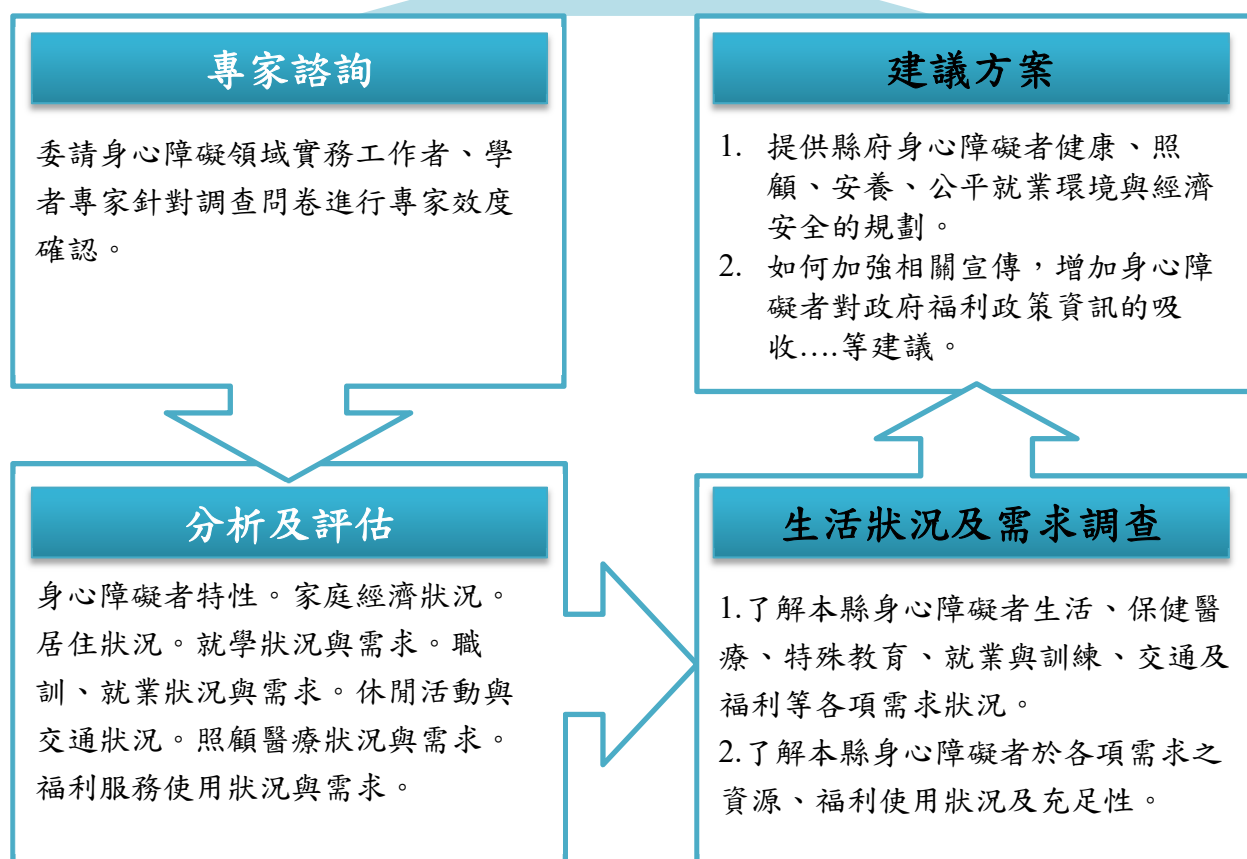 專家諮詢
委請身心障礙領域實務工作者、學
者專家針對調查問卷進行專家效度
確認。
分析及評估
身心障礙者特性。家庭經濟狀況。
居住狀況。就學狀況與需求。職
訓、就業狀況與需求。休閒活動與
交通狀況。照顧醫療狀況與需求。
福利服務使用狀況與需求。
生活狀況及需求調查
1.了解本縣身心障礙者生活、保健醫
療、特殊教育、就業與訓練、交通及
福利等各項需求狀況。
2.了解本縣身心障礙者於各項需求之
資源、福利使用狀況及充足性。
建議方案
1. 提供縣府身心障礙者健康、照
顧、安養、公平就業環境與經濟
安全的規劃。
2. 如何加強相關宣傳，增加身心障
礙者對政府福利政策資訊的吸
收....等建議。